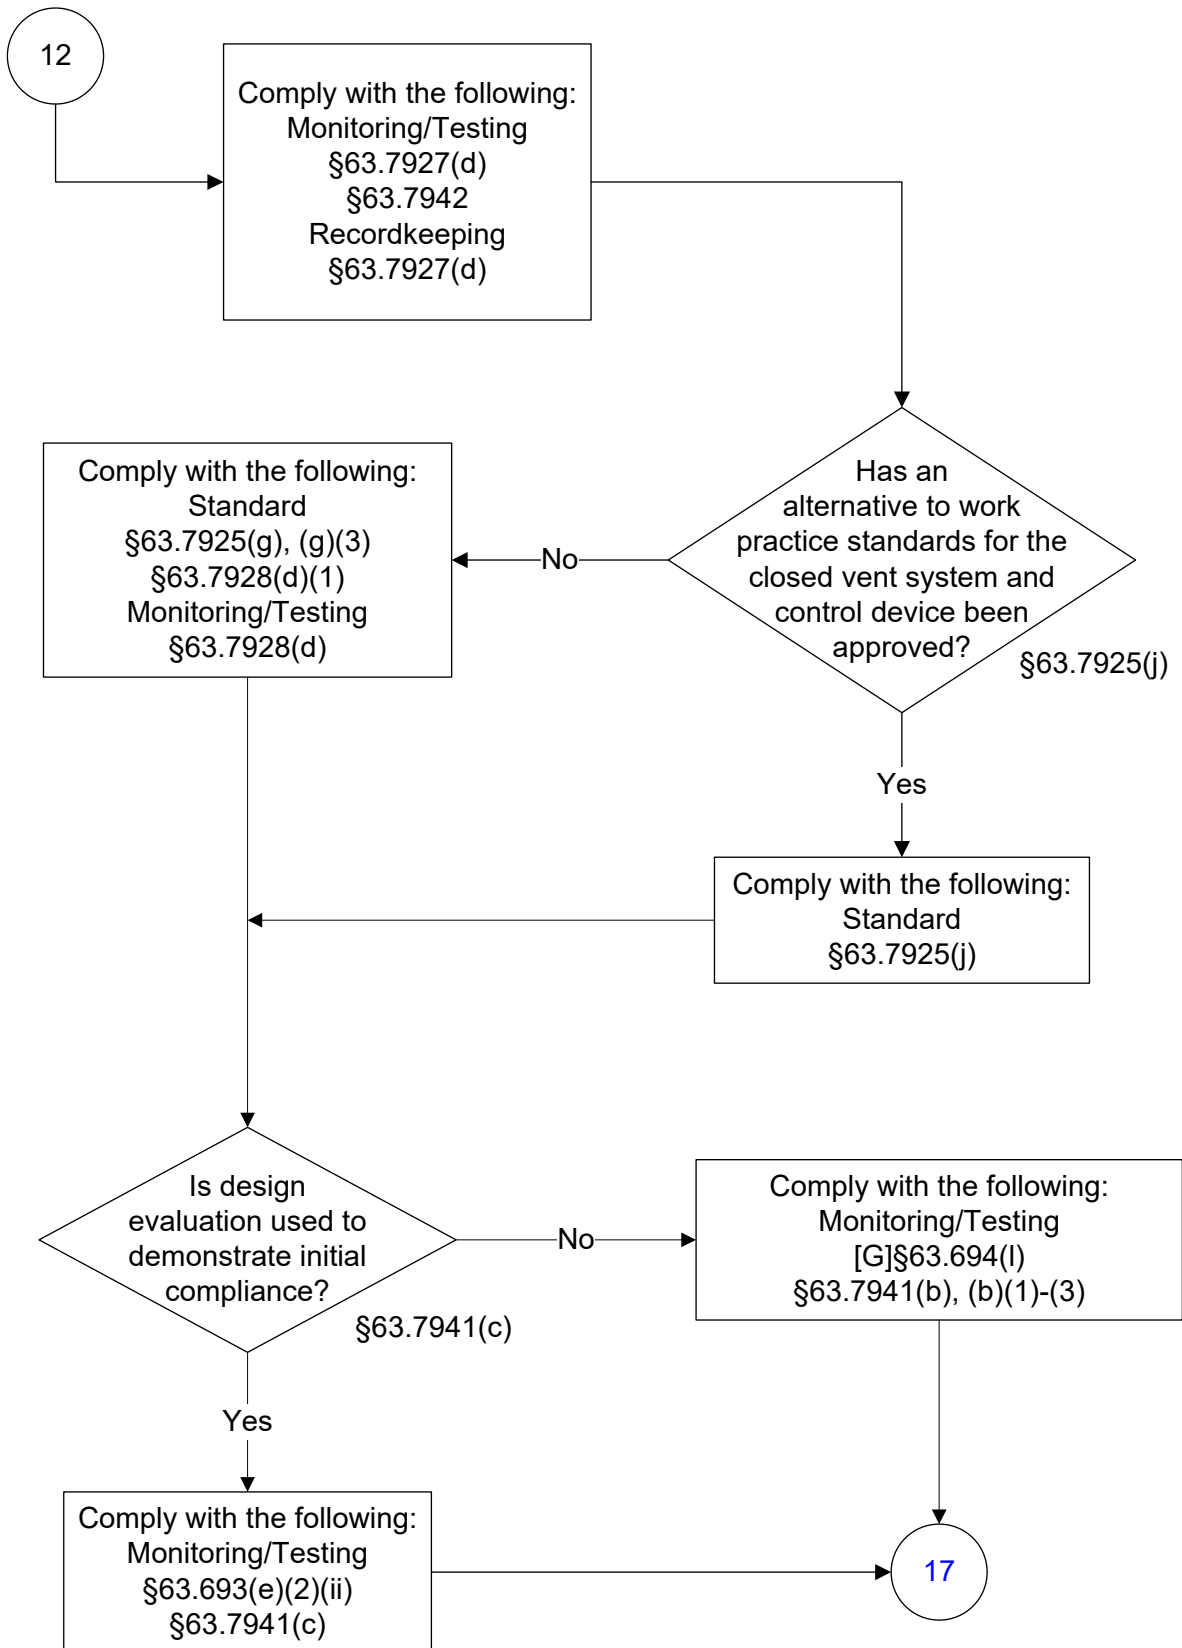 12
Comply with the following:
Monitoring/Testing
§63.7927(d)
§63.7942
Recordkeeping
§63.7927(d)
Has an
alternative to work
practice standards for the
closed vent system and
control device been
approved?
§63.7925(j)
No
Comply with the following:
Standard
§63.7925(g), (g)(3)
§63.7928(d)(1)
Monitoring/Testing
§63.7928(d)
Yes
Comply with the following:
Standard
§63.7925(j)
Is design
evaluation used to
demonstrate initial
compliance?
§63.7941(c)
No
Comply with the following:
Monitoring/Testing
[G]§63.694(l)
§63.7941(b), (b)(1)-(3)
Yes
Comply with the following:
Monitoring/Testing
§63.693(e)(2)(ii)
§63.7941(c)
17